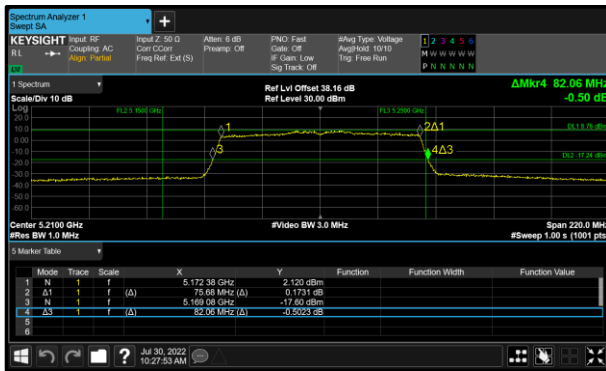 Spectrum Analyzer 1
Swept SA
KEYSIGHT Input: RF Input Z: 50 Ω Atten: 6 dB PNO: Fast #Avg Type: Voltage 1 2 3 4 5 6
R L Coupling: AC Corr CCorr Preamp: Off Gate: Off Avg|Hold: 10/10 M W W W W W
Align: Partial Freq Ref: Ext (S) IF Gain: Low Trig: Free Run P N N N N N
Sig Track: Off
1 Spectrum Ref Lvl Offset 38.16 dB ΔMkr4 82.06 MHz
Scale/Div 10 dB Ref Level 30.00 dBm -0.50 dB
Log FL2 5.1500 GHz FL3 5.2500 GHz
20.0 1 2Δ1 DL1 8.76 dBm
10.0
0.00
3 4Δ3
-20.0 DL2 -17.24 dBm
-30.0
-40.0
-50.0
-60.0
Center 5.2100 GHz #Video BW 3.0 MHz Span 220.0 MHz
#Res BW 1.0 MHz #Sweep 1.00 s (1001 pts)
5 Marker Table
Mode Trace Scale X Y Function Function Width Function Value
1 N 1 f 5.172 38 GHz 2.120 dBm
2 Δ1 1 f (Δ) 75.68 MHz (Δ) 0.1731 dB
3 N 1 f 5.169 08 GHz -17.60 dBm
4 Δ3 1 f (Δ) 82.06 MHz (Δ) -0.5023 dB
5
6
? Jul 30, 2022
10:27:53 AM